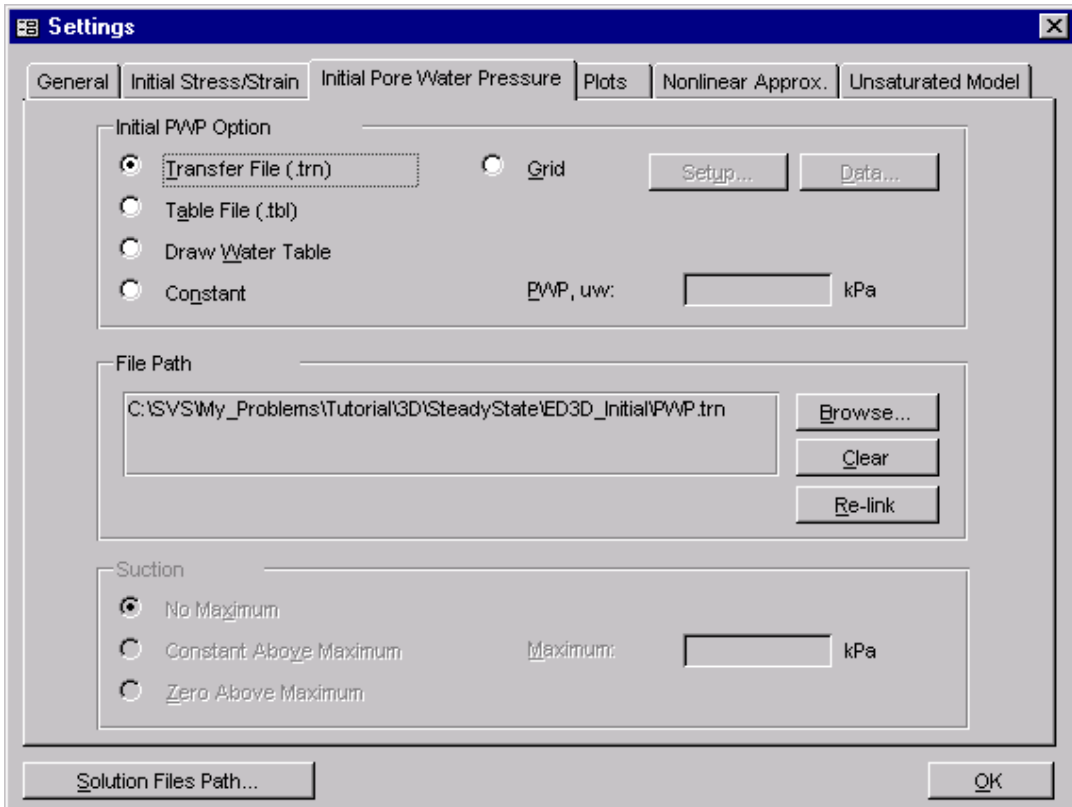 Settings
General Initial Stress/Strain Initial Pore Water Pressure Plots Nonlinear Approx. Unsaturated Model
Initial PWP Option
Transfer File (.trn) Grid Setup... Data...
Table File (.tbl)
Draw Water Table
Constant PWP, uw: kPa
File Path
C:\SVS\My_Problems\Tutorial\3D\SteadyState\ED3D_Initial\PWP.trn Browse...
Clear
Re-link
Suction
No Maximum
Constant Above Maximum Maximum: kPa
Zero Above Maximum
Solution Files Path... OK